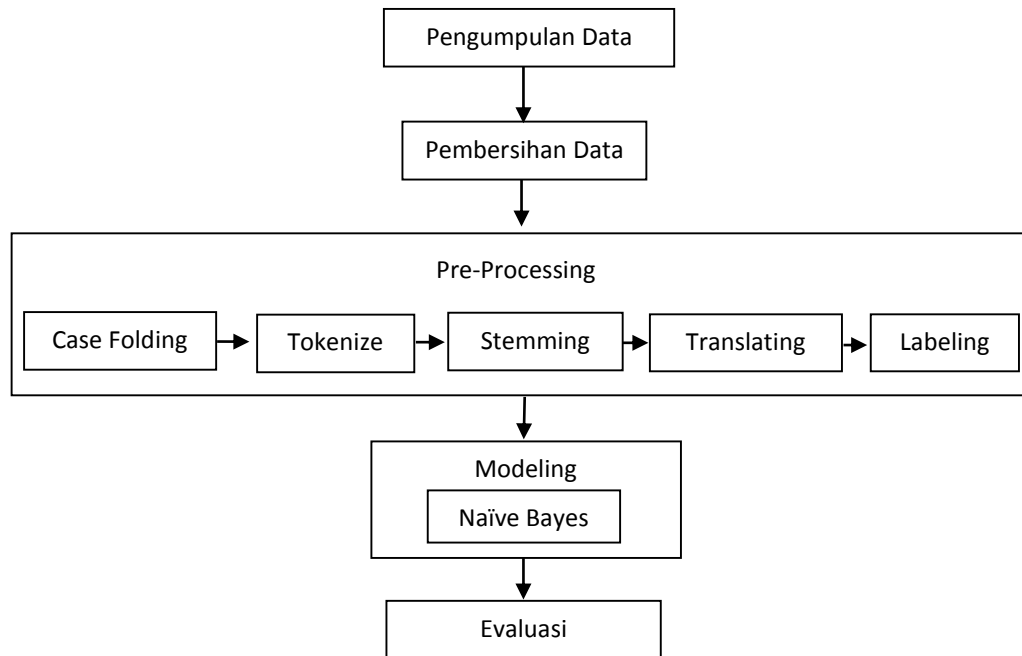 Pengumpulan Data
Pembersihan Data
Pre-Processing
Case Folding
Tokenize
Stemming
Translating
Labeling
Modeling
Naïve Bayes
Evaluasi